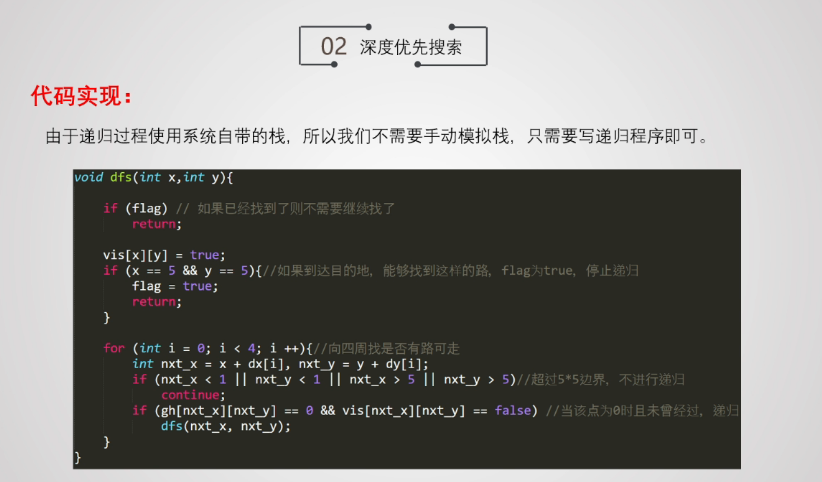 02 深度优先搜索
代码实现：
由于递归过程使用系统自带的栈，所以我们不需要手动模拟栈，只需要写递归程序即可。
void dfs(int x,int y){
if (flag) // 如果已经找到了则不需要继续找了
return;
vis[x][y] = true;
if (x == 5 && y == 5){//如果到达目的地，能够找到这样的路，flag为true，停止递归
flag = true;
return;
}
for (int i = 0; i < 4; i ++){//向四周找是否有路可走
int nxt_x = x + dx[i], nxt_y = y + dy[i];
if (nxt_x < 1 || nxt_y < 1 || nxt_x > 5 || nxt_y > 5)//超过5*5边界，不进行递归
continue;
if (gh[nxt_x][nxt_y] == 0 && vis[nxt_x][nxt_y] == false) //当该点为0时且未曾经过，递归
dfs(nxt_x, nxt_y);
}
}